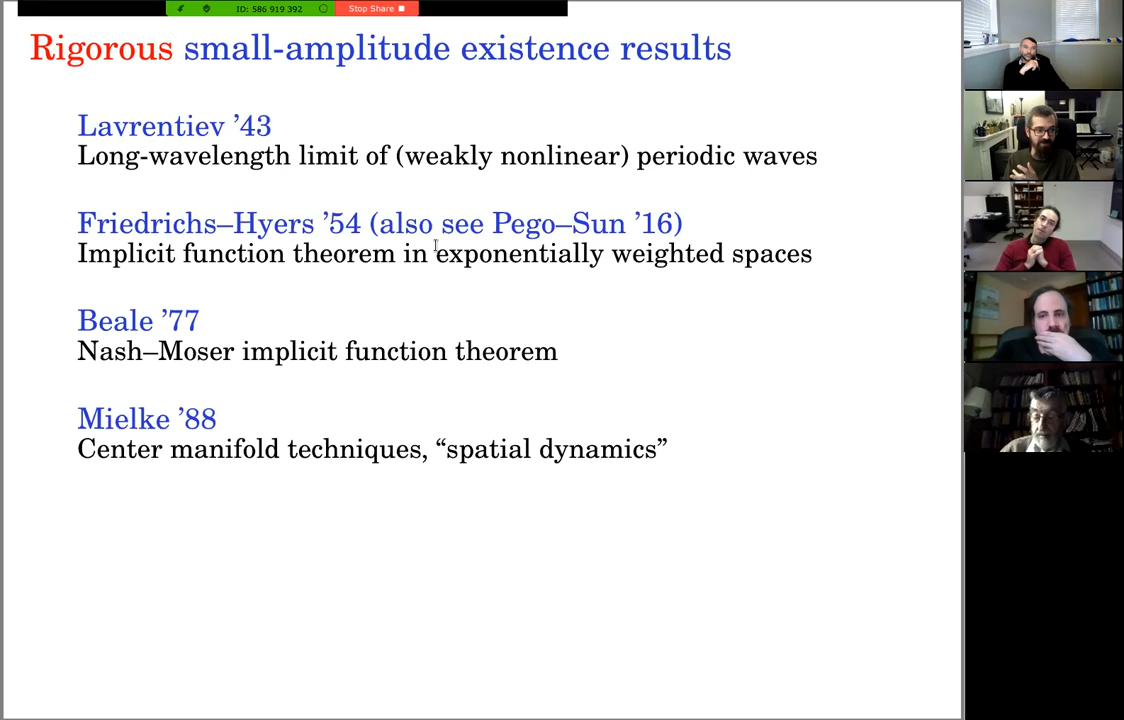 ID: 586 919 392
Stop Share
Rigorous small-amplitude existence results
Lavrentiev ’43
Long-wavelength limit of (weakly nonlinear) periodic waves
Friedrichs–Hyers ’54 (also see Pego–Sun ’16)
Implicit function theorem in exponentially weighted spaces
Beale ’77
Nash–Moser implicit function theorem
Mielke ’88
Center manifold techniques, “spatial dynamics”